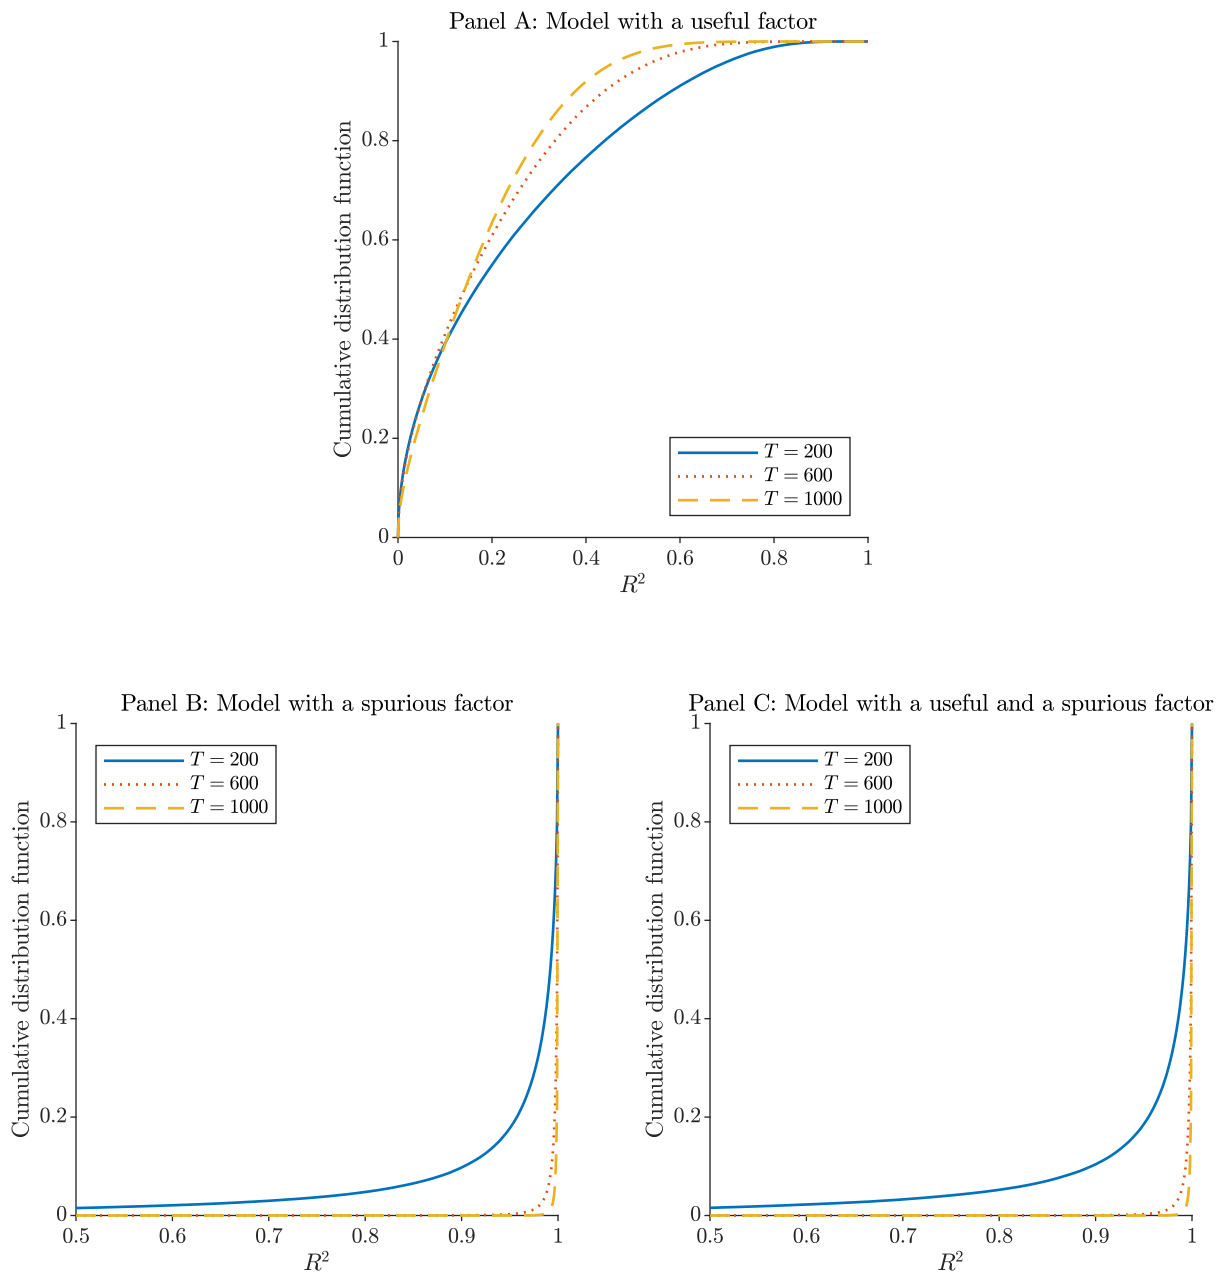 Panel A: Model with a useful factor
Cumulative distribution function
1
0.8
0.6
0.4
0.2
0
0 0.2 0.4 0.6 0.8 1
R²
T = 200
T = 600
T = 1000
Panel B: Model with a spurious factor
Cumulative distribution function
1
0.8
0.6
0.4
0.2
0
0.5 0.6 0.7 0.8 0.9 1
R²
T = 200
T = 600
T = 1000
Panel C: Model with a useful and a spurious factor
Cumulative distribution function
1
0.8
0.6
0.4
0.2
0
0.5 0.6 0.7 0.8 0.9 1
R²
T = 200
T = 600
T = 1000